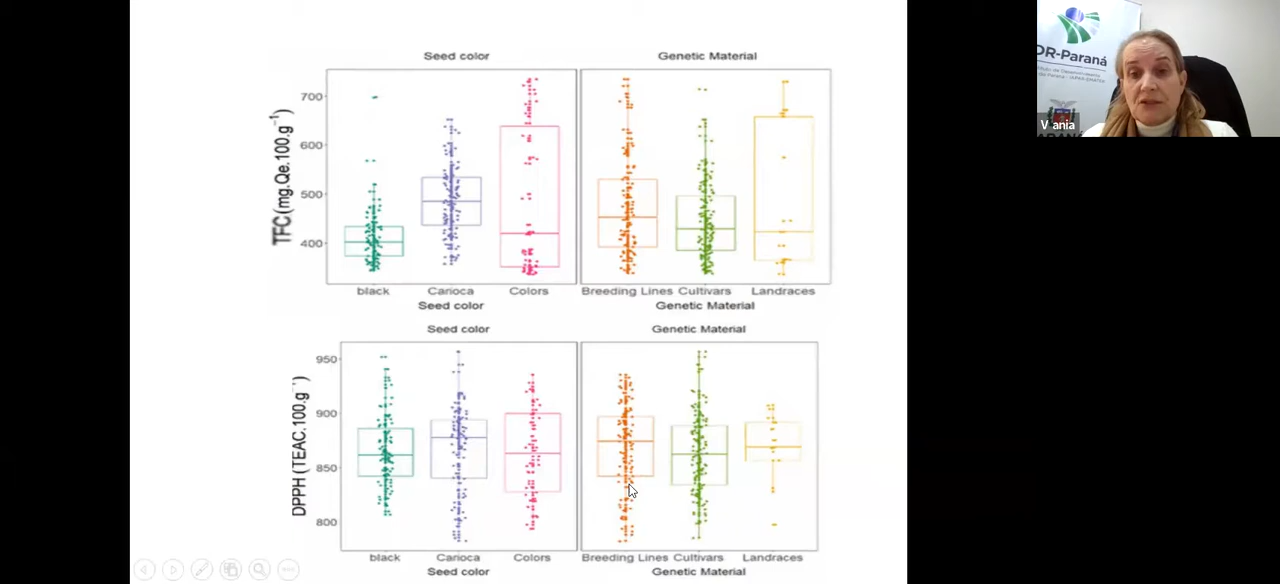 Seed color
Genetic Material
TFC (mg.Qe.100.g⁻¹)
700
600
500
400
black
Carioca
Colors
Breeding Lines
Cultivars
Landraces
Seed color
Genetic Material
Seed color
Genetic Material
DPPH (TEAC.100.g⁻¹)
950
900
850
800
black
Carioca
Colors
Breeding Lines
Cultivars
Landraces
Seed color
Genetic Material
DR-Paraná
Vania